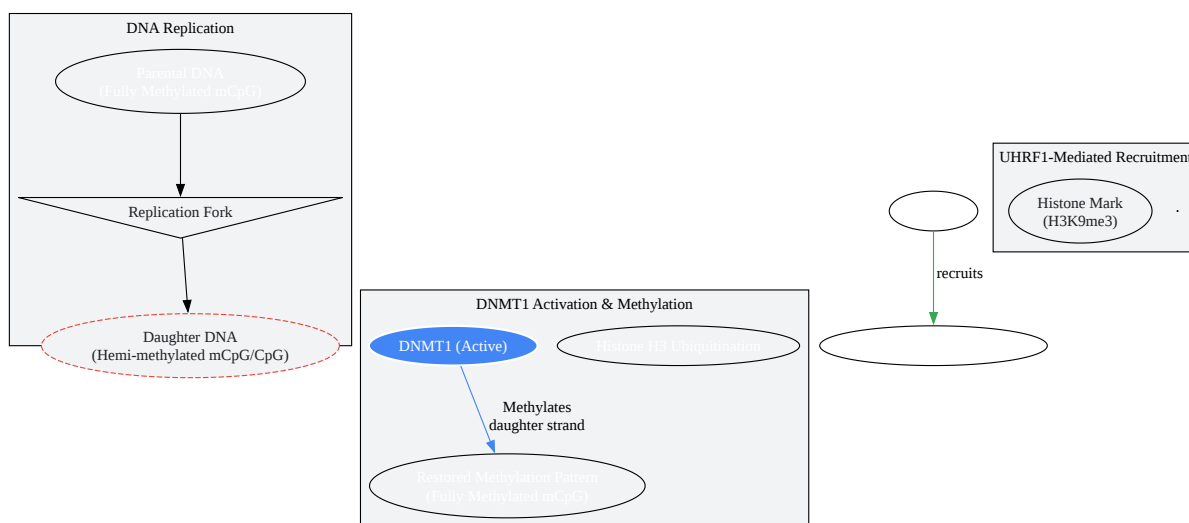 DNA Replication
Parental DNA
(Fully Methylated mCpG)
Replication Fork
Daughter DNA
(Hemi-methylated mCpG/CpG)
DNMT1 Activation & Methylation
DNMT1 (Active)
Histone H3 Ubiquitination
Methylates
daughter strand
Restored Methylation Pattern
(Fully Methylated mCpG)
recruits
UHRF1-Mediated Recruitment
Histone Mark
(H3K9me3)